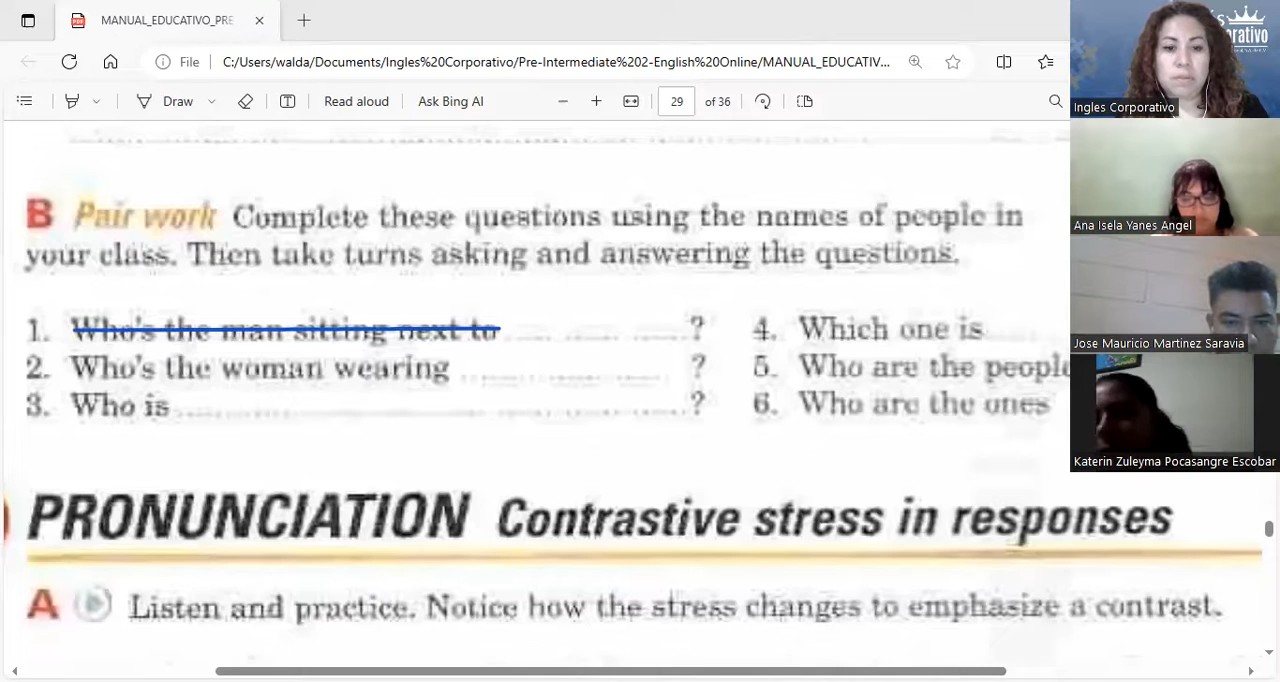 MANUAL_EDUCATIVO_PRE
File
C:/Users/walda/Documents/Ingles%20Corporativo/Pre-intermediate%202-English%20Online/MANUAL_EDUCATIV...
Draw
Read aloud
Ask Bing AI
29
of 36
B Pair work Complete these questions using the names of people in
your class. Then take turns asking and answering the questions.
1. Who's the man sitting next to ?
2. Who's the woman wearing ?
3. Who is ?
4. Which one is
5. Who are the people
6. Who are the ones
PRONUNCIATION Contrastive stress in responses
A Listen and practice. Notice how the stress changes to emphasize a contrast.
Ingles Corporativo
Ana Isela Yanes Angel
Jose Mauricio Martinez Saravia
Katerin Zuleyma Pocasangre Escobar